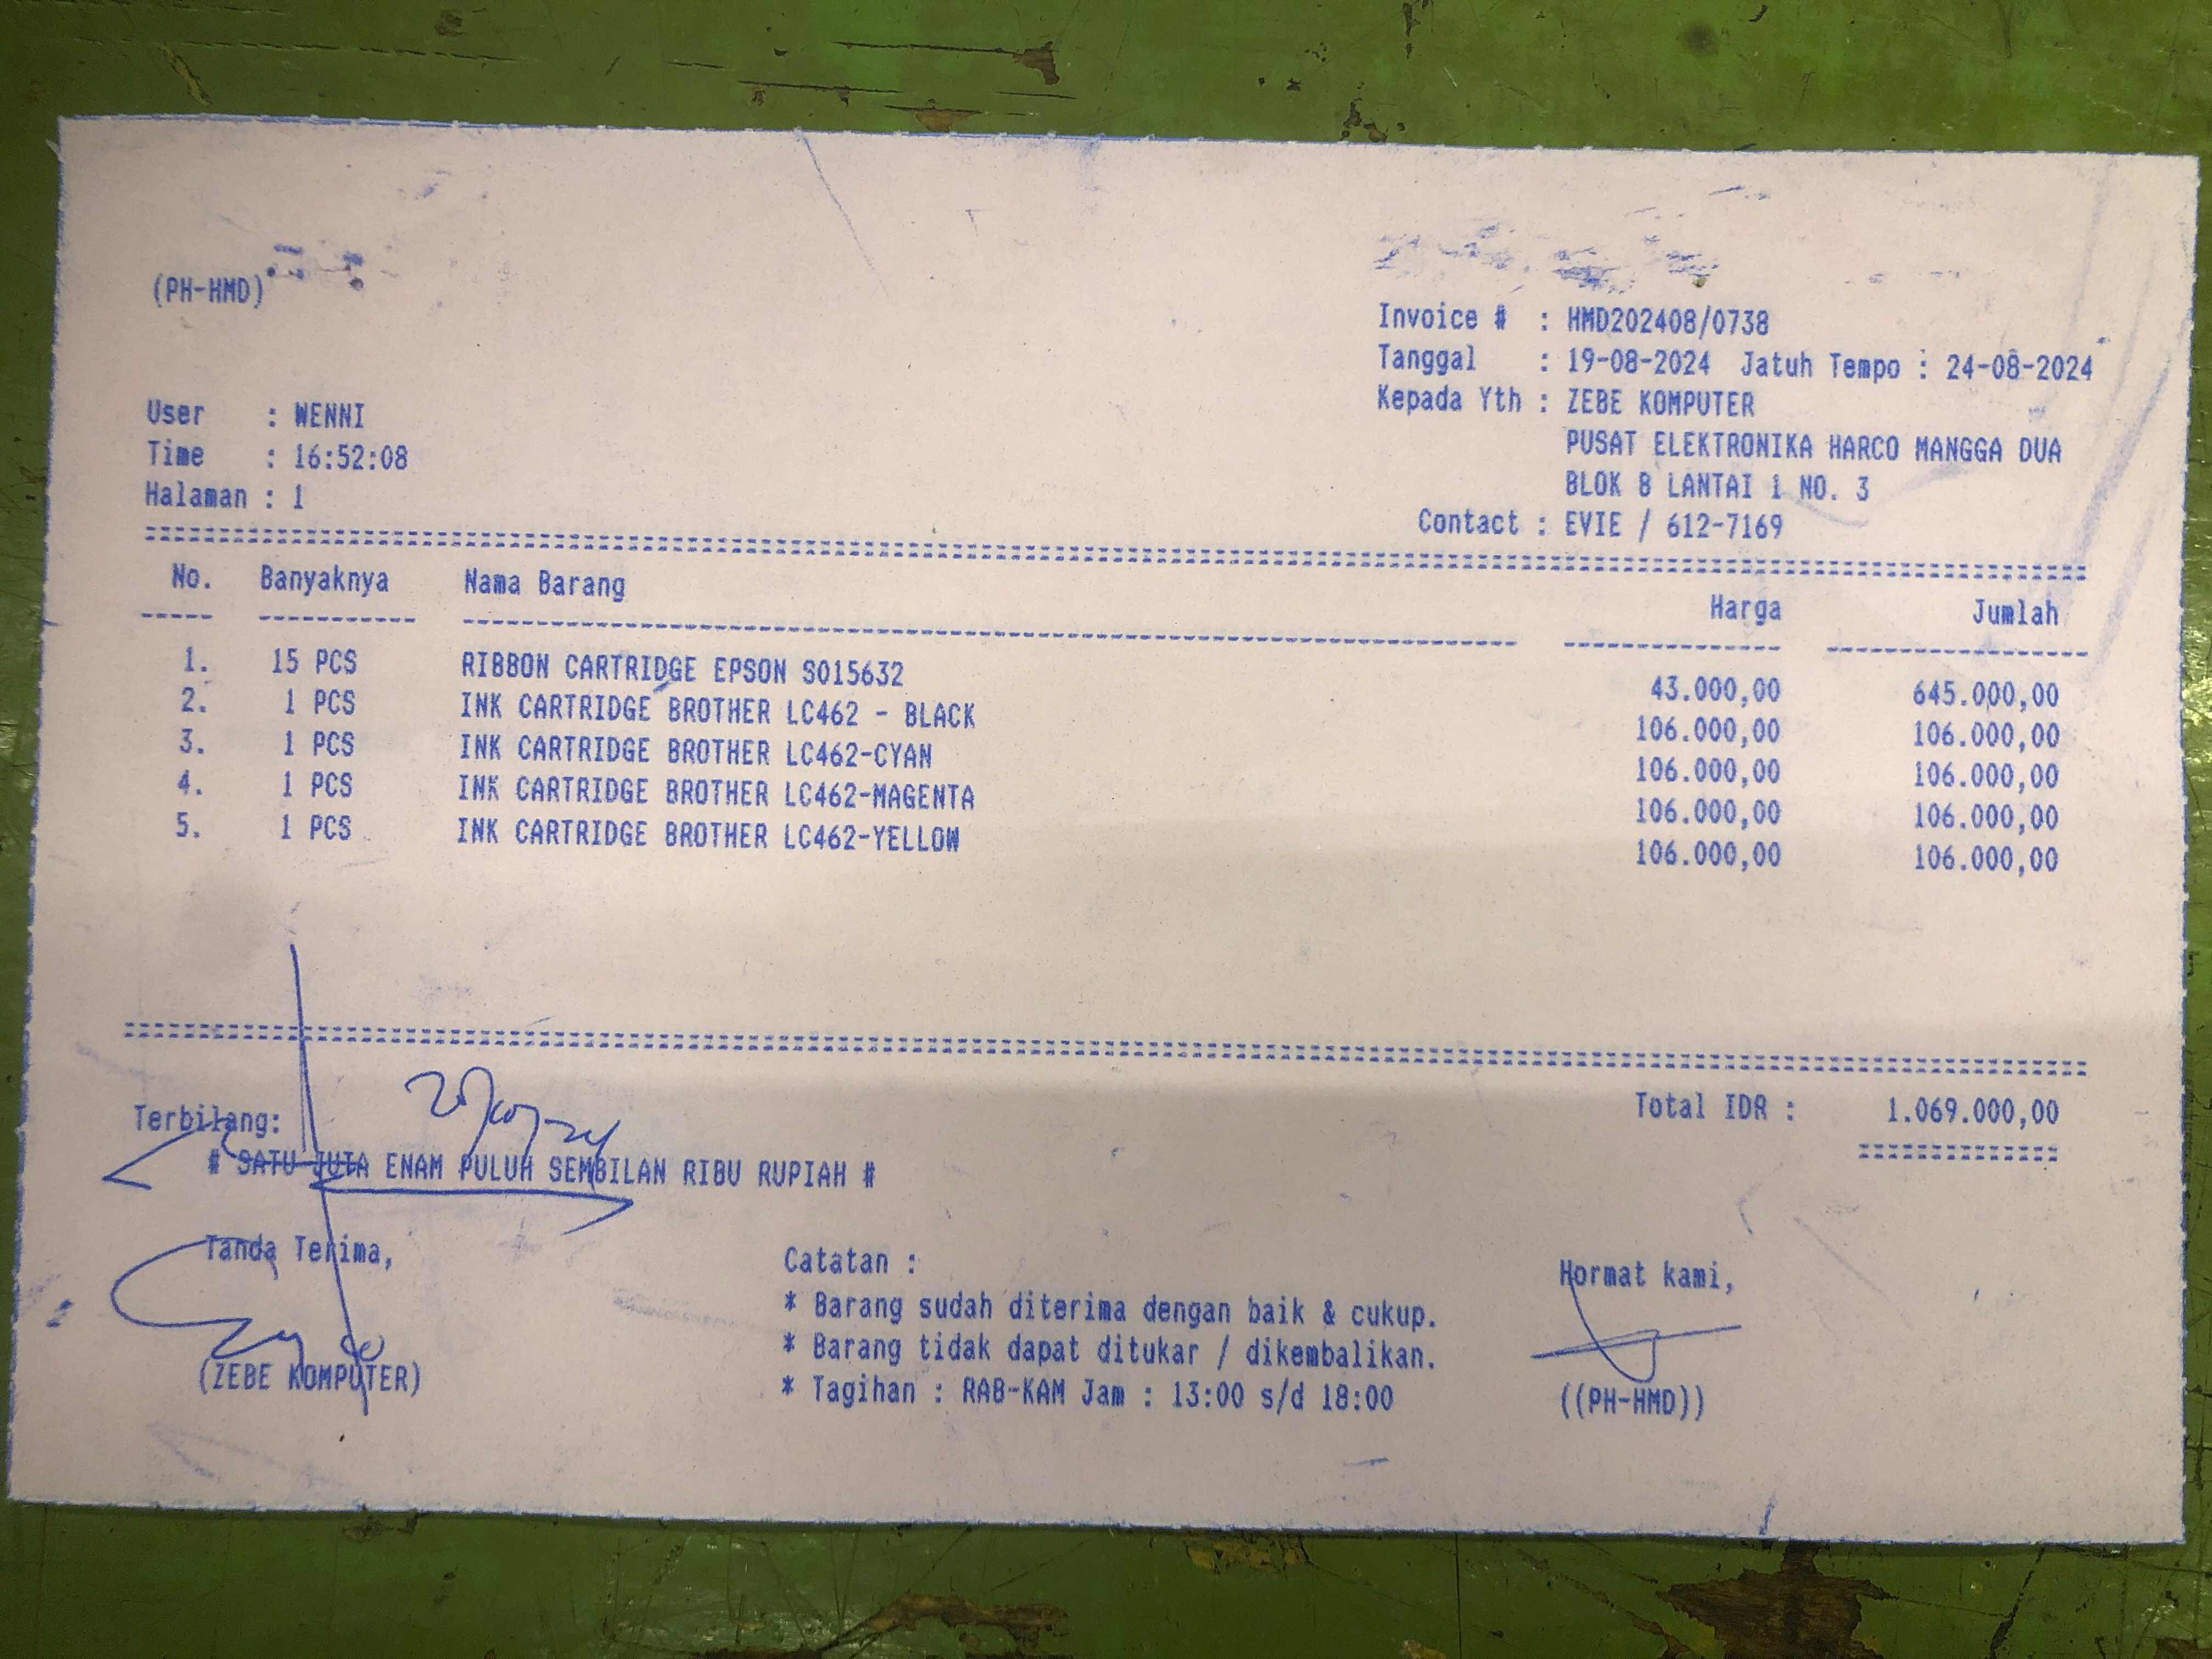 (PH-HMD)
Invoice # : HMD202408/0738
Tanggal : 19-08-2024 Jatuh Tempo : 24-08-2024
Kepada Yth : ZEBE KOMPUTER
PUSAT ELEKTRONIKA HARCO MANGGA DUA
BLOK B LANTAI 1 NO. 3
Contact : EVIE / 612-7169
User : WENNI
Time : 16:52:08
Halaman : 1
No. Banyaknya Nama Barang Harga Jumlah
1. 15 PCS RIBBON CARTRIDGE EPSON S015632 43.000,00 645.000,00
2. 1 PCS INK CARTRIDGE BROTHER LC462 - BLACK 106.000,00 106.000,00
3. 1 PCS INK CARTRIDGE BROTHER LC462-CYAN 106.000,00 106.000,00
4. 1 PCS INK CARTRIDGE BROTHER LC462-MAGENTA 106.000,00 106.000,00
5. 1 PCS INK CARTRIDGE BROTHER LC462-YELLOW 106.000,00 106.000,00
Total IDR : 1.069.000,00
Terbilang:
# SATU JUTA ENAM PULUH SEMBILAN RIBU RUPIAH #
Tanda Terima,
(ZEBE KOMPUTER)
Catatan :
* Barang sudah diterima dengan baik & cukup.
* Barang tidak dapat ditukar / dikembalikan.
* Tagihan : RAB-KAM Jam : 13:00 s/d 18:00
Hormat kami,
((PH-HMD))